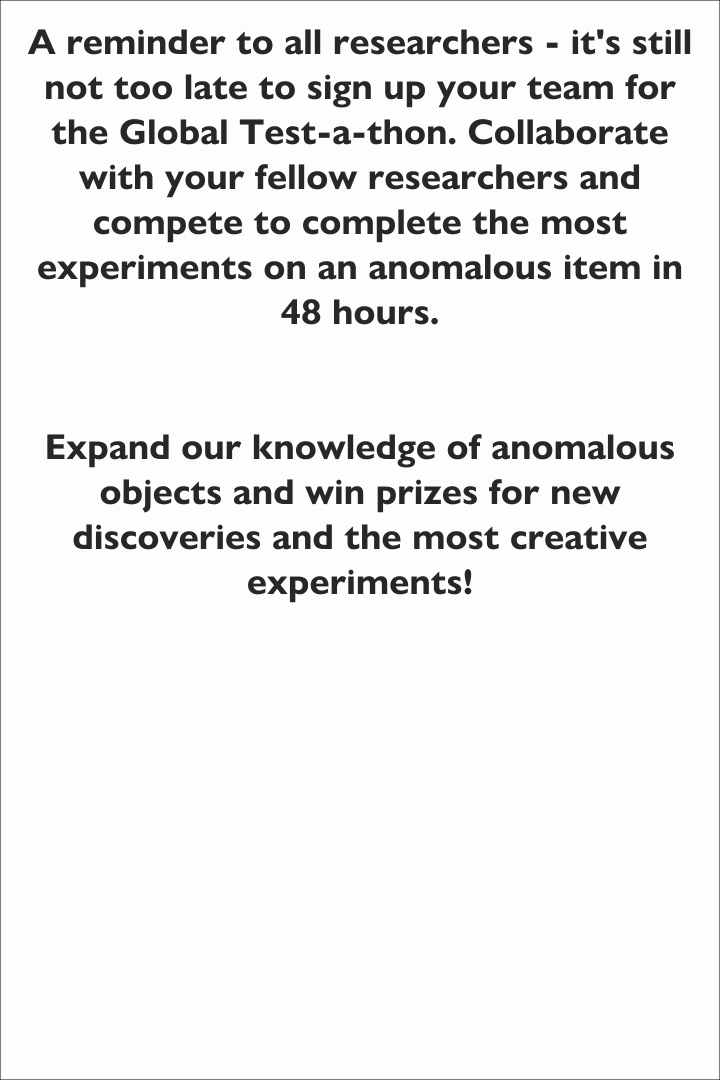 A reminder to all researchers - it's still
not too late to sign up your team for
the Global Test-a-thon. Collaborate
with your fellow researchers and
compete to complete the most
experiments on an anomalous item in
48 hours.
Expand our knowledge of anomalous
objects and win prizes for new
discoveries and the most creative
experiments!